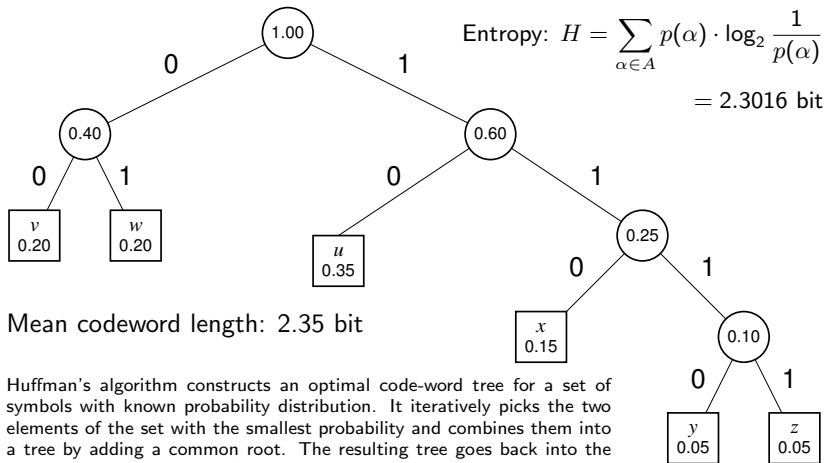 1.00
Entropy: H = ∑α∈A p(α) · log₂ 1/p(α)
= 2.3016 bit
0 1
0.40 0.60
0 1 0 1
v 0.20
w 0.20
u 0.35
0.25
0 1
x 0.15
0.10
0 1
y 0.05
z 0.05
Mean codeword length: 2.35 bit
Huffman's algorithm constructs an optimal code-word tree for a set of
symbols with known probability distribution. It iteratively picks the two
elements of the set with the smallest probability and combines them into
a tree by adding a common root. The resulting tree goes back into the